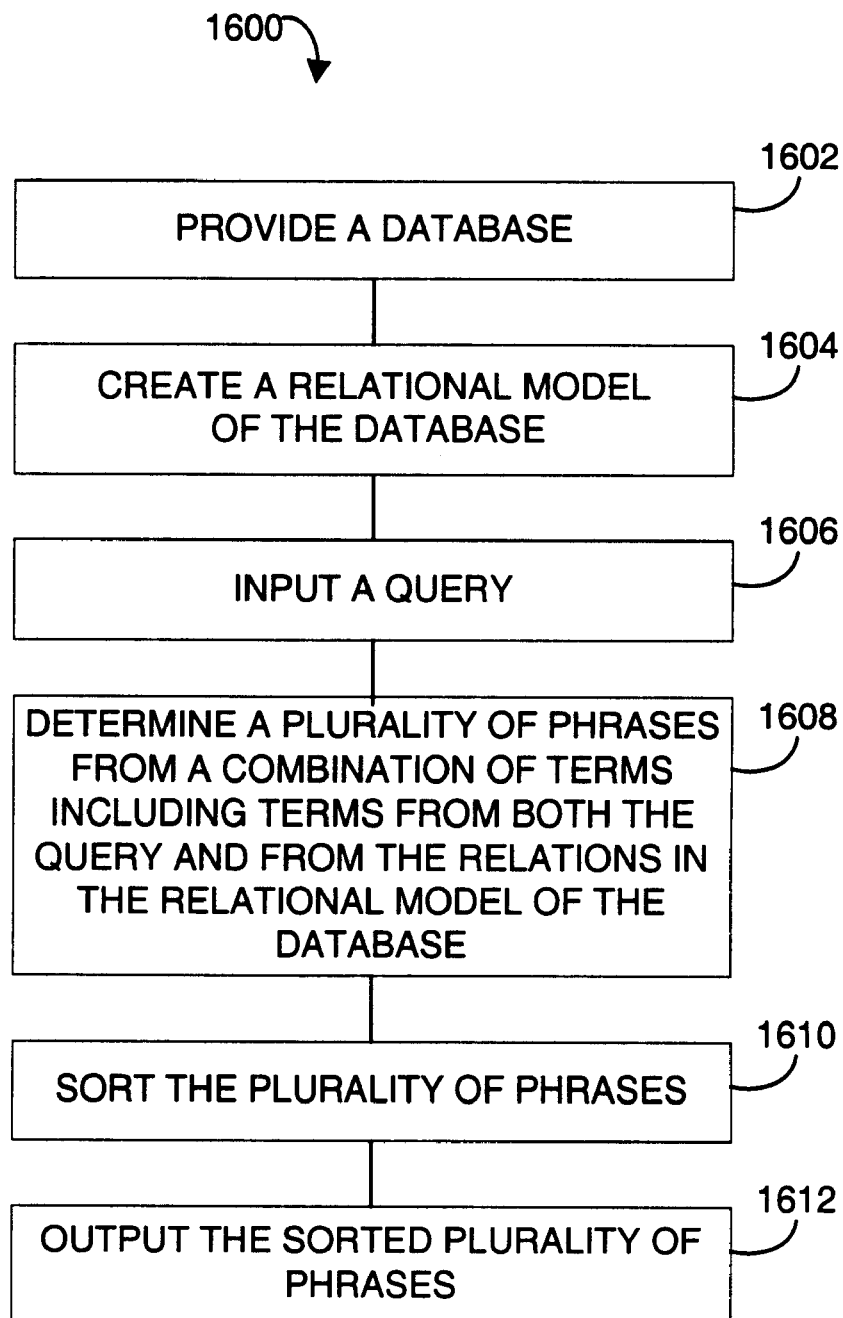 1600
1602
PROVIDE A DATABASE
1604
CREATE A RELATIONAL MODEL
OF THE DATABASE
1606
INPUT A QUERY
1608
DETERMINE A PLURALITY OF PHRASES
FROM A COMBINATION OF TERMS
INCLUDING TERMS FROM BOTH THE
QUERY AND FROM THE RELATIONS IN
THE RELATIONAL MODEL OF THE
DATABASE
1610
SORT THE PLURALITY OF PHRASES
1612
OUTPUT THE SORTED PLURALITY OF
PHRASES